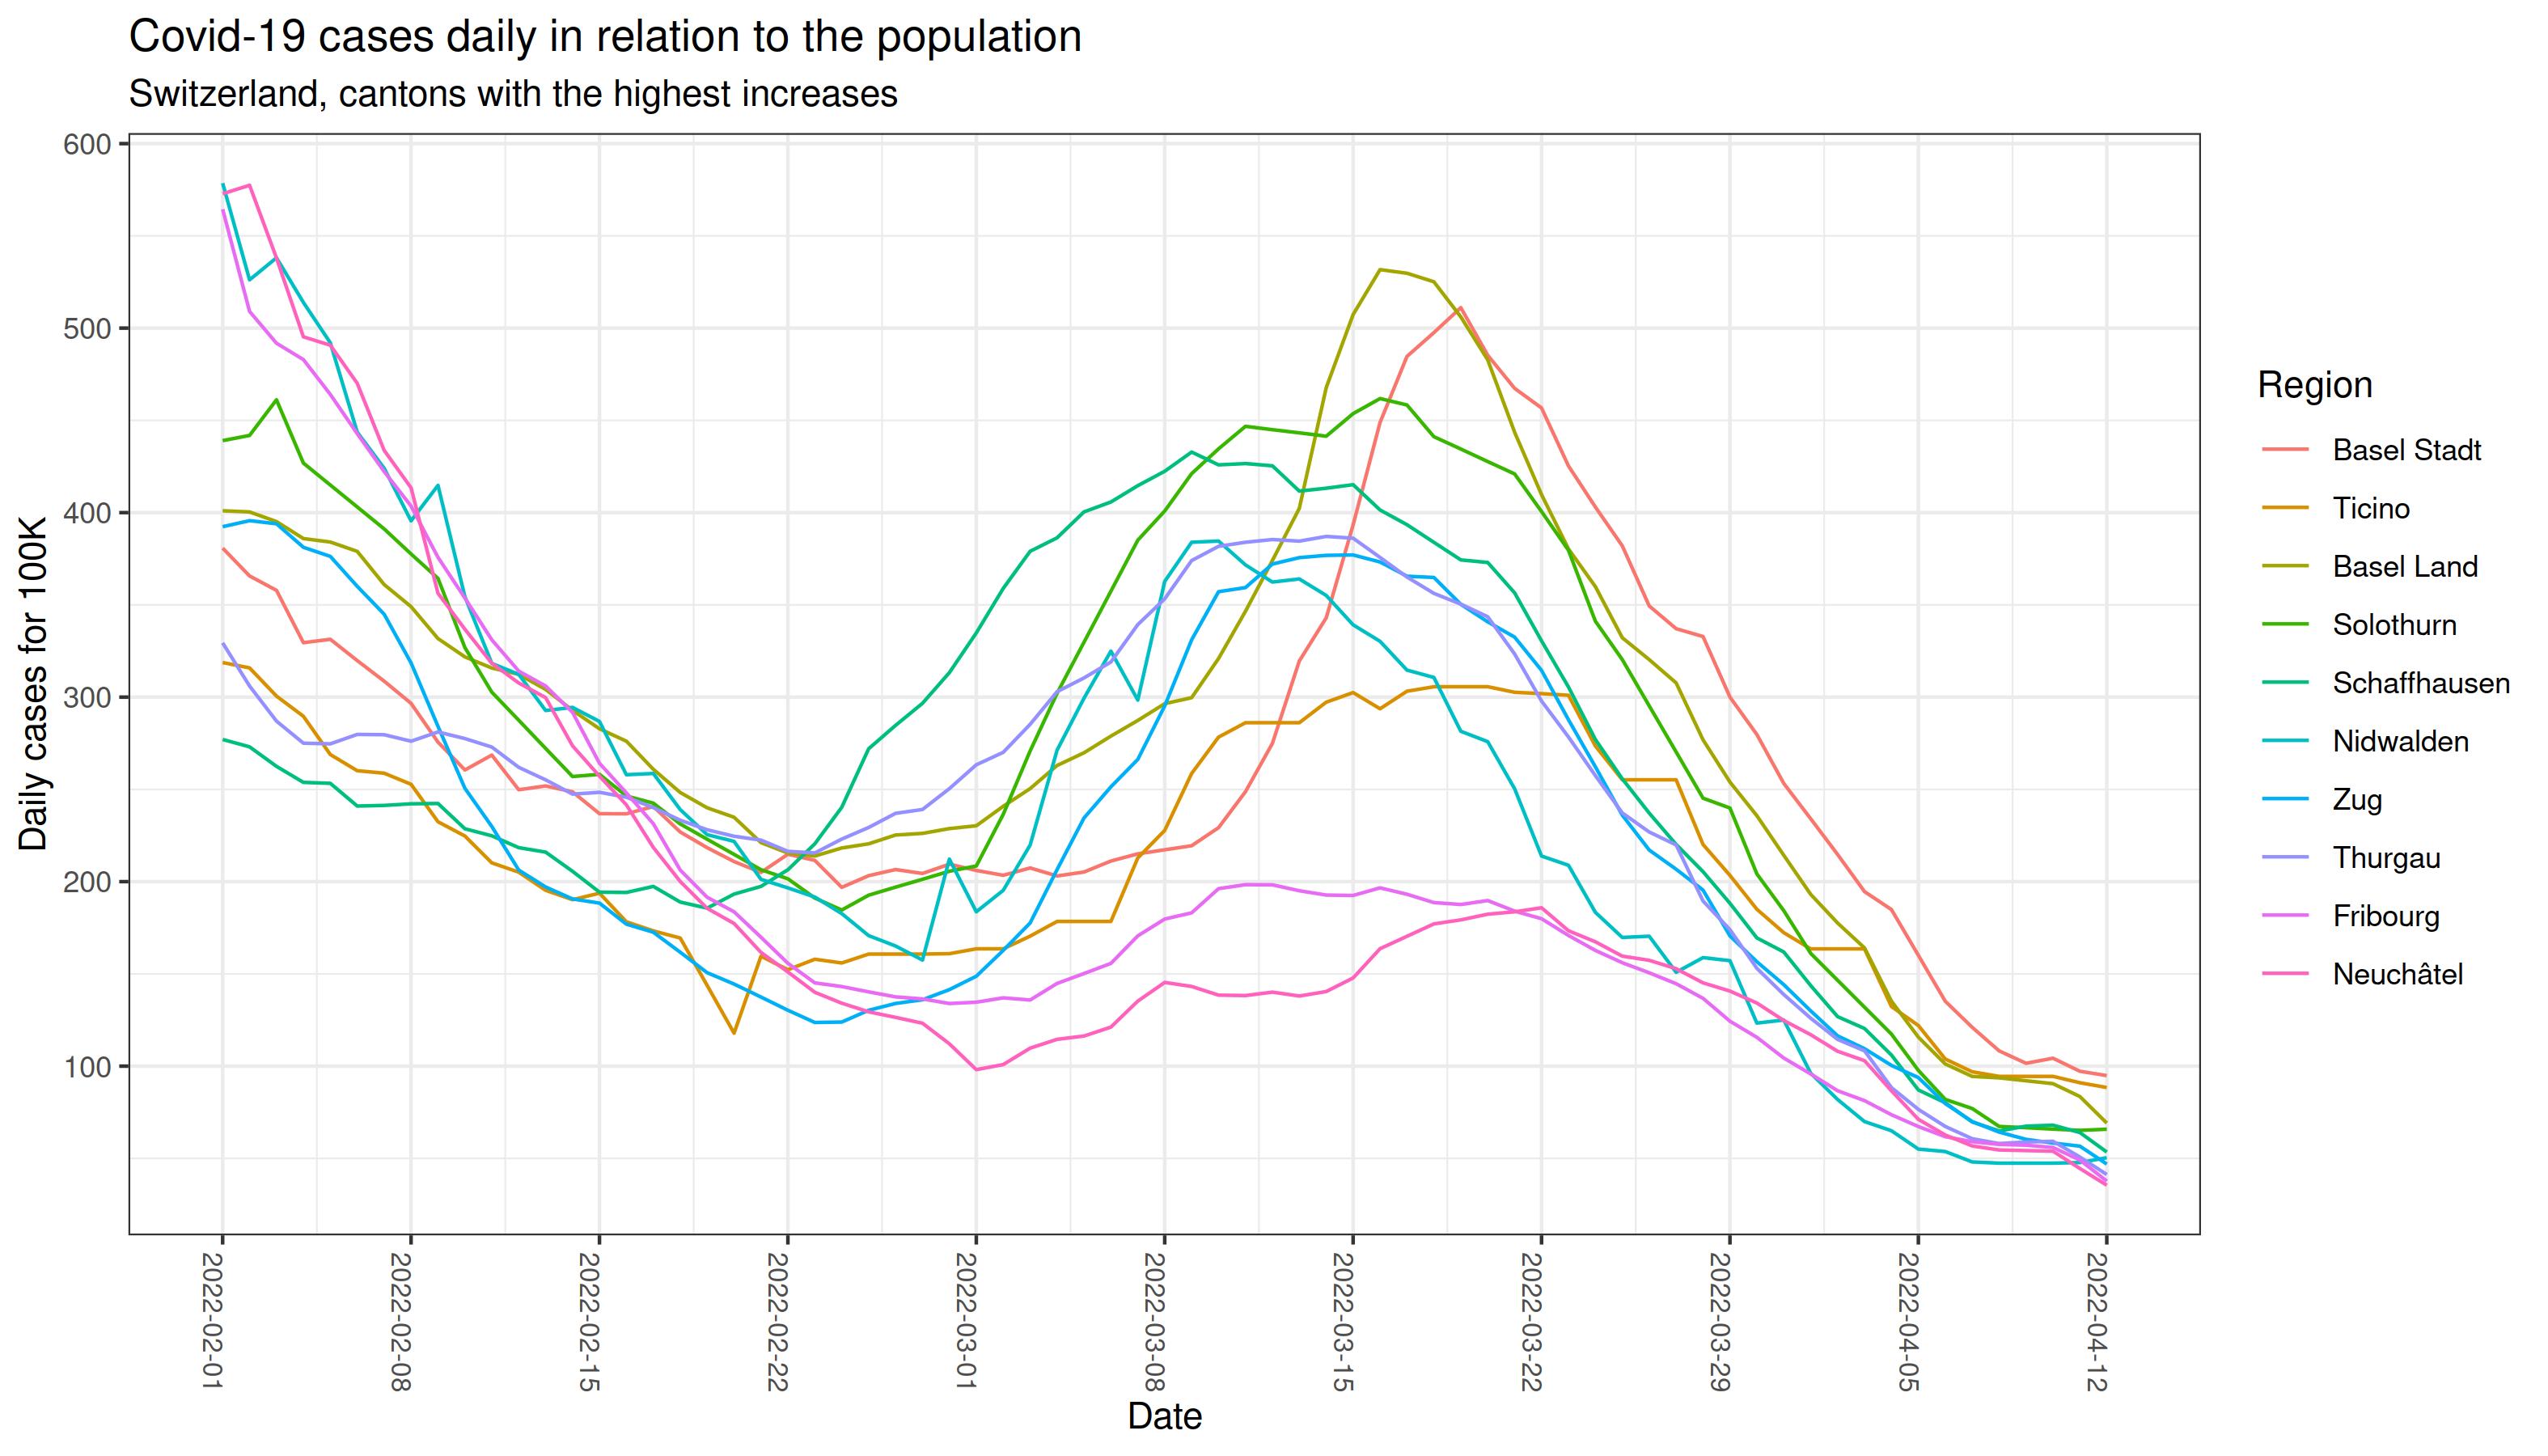 Covid-19 cases daily in relation to the population
Switzerland, cantons with the highest increases
Daily cases for 100K
600
500
400
300
200
100
2022-02-01
2022-02-08
2022-02-15
2022-02-22
2022-03-01
2022-03-08
2022-03-15
2022-03-22
2022-03-29
2022-04-05
2022-04-12
Date
Region
Basel Stadt
Ticino
Basel Land
Solothurn
Schaffhausen
Nidwalden
Zug
Thurgau
Fribourg
Neuchâtel